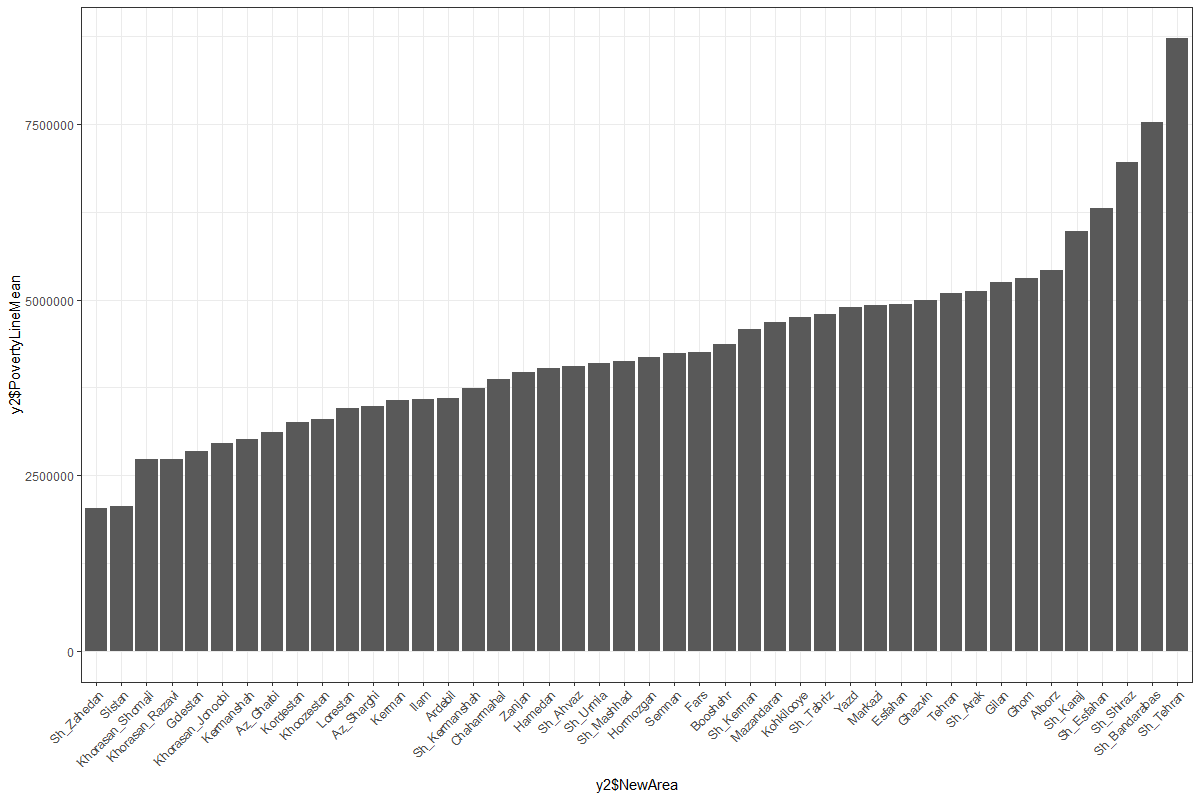 7500000
5000000
2500000
0
y2$PovertyLineMean
Sh_Zahedan
Sistan
Khorasan_Shomali
Khorasan_Razavi
Golestan
Khorasan_Jonoobi
Kermanshah
Az_Gharbi
Kordestan
Khoozestan
Lorestan
Az_Sharghi
Kerman
Ilam
Ardebil
Sh_Kermanshah
Chaharmahal
Zanjan
Hamedan
Sh_Ahvaz
Sh_Urmia
Sh_Mashhad
Hormozgan
Semnan
Fars
Booshehr
Sh_Kerman
Mazandaran
Kohkilooye
Sh_Tabriz
Yazd
Markazi
Esfahan
Ghazvin
Tehran
Sh_Arak
Gilan
Ghom
Alborz
Sh_Karaj
Sh_Esfahan
Sh_Shiraz
Sh_Bandarabas
Sh_Tehran
y2$NewArea